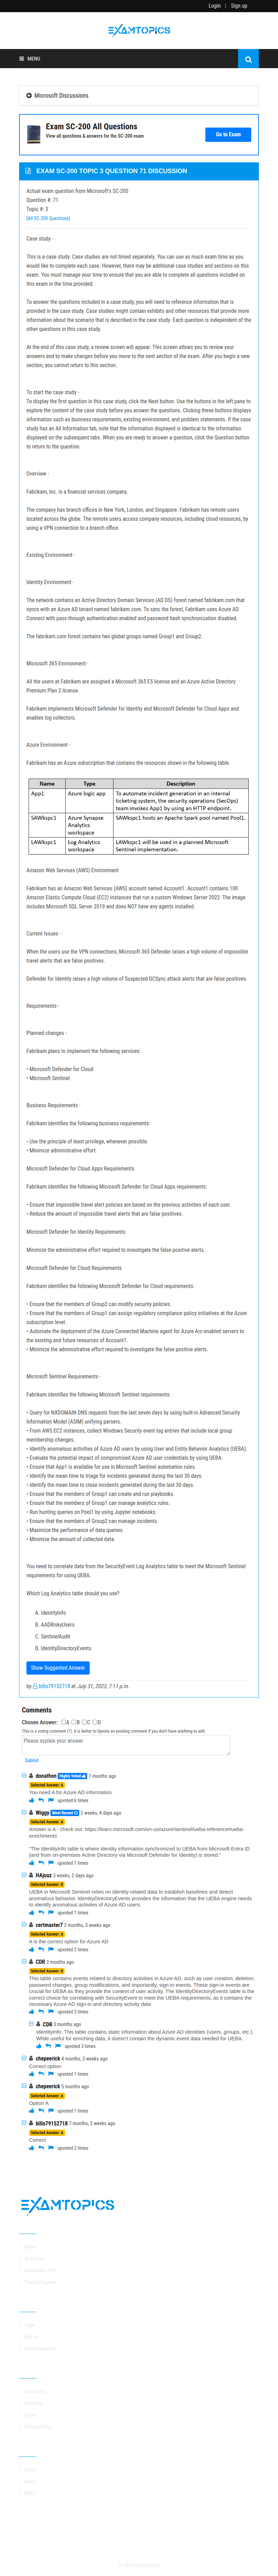 Login | Sign up
EXAMTOPICS
MENU
Microsoft Discussions
Exam SC-200 All Questions
View all questions & answers for the SC-200 exam
Go to Exam
EXAM SC-200 TOPIC 3 QUESTION 71 DISCUSSION
Actual exam question from Microsoft's SC-200
Question #: 71
Topic #: 3
[All SC-200 Questions]
Case study -
This is a case study. Case studies are not timed separately. You can use as much exam time as you
would like to complete each case. However, there may be additional case studies and sections on this
exam. You must manage your time to ensure that you are able to complete all questions included on
this exam in the time provided.
To answer the questions included in a case study, you will need to reference information that is
provided in the case study. Case studies might contain exhibits and other resources that provide more
information about the scenario that is described in the case study. Each question is independent of the
other questions in this case study.
At the end of this case study, a review screen will appear. This screen allows you to review your
answers and to make changes before you move to the next section of the exam. After you begin a new
section, you cannot return to this section.
To start the case study -
To display the first question in this case study, click the Next button. Use the buttons in the left pane to
explore the content of the case study before you answer the questions. Clicking these buttons displays
information such as business requirements, existing environment, and problem statements. If the case
study has an All Information tab, note that the information displayed is identical to the information
displayed on the subsequent tabs. When you are ready to answer a question, click the Question button
to return to the question.
Overview -
Fabrikam, Inc. is a financial services company.
The company has branch offices in New York, London, and Singapore. Fabrikam has remote users
located across the globe. The remote users access company resources, including cloud resources, by
using a VPN connection to a branch office.
Existing Environment -
Identity Environment -
The network contains an Active Directory Domain Services (AD DS) forest named fabrikam.com that
syncs with an Azure AD tenant named fabrikam.com. To sync the forest, Fabrikam uses Azure AD
Connect with pass-through authentication enabled and password hash synchronization disabled.
The fabrikam.com forest contains two global groups named Group1 and Group2.
Microsoft 365 Environment -
All the users at Fabrikam are assigned a Microsoft 365 E5 license and an Azure Active Directory
Premium Plan 2 license.
Fabrikam implements Microsoft Defender for Identity and Microsoft Defender for Cloud Apps and
enables log collectors.
Azure Environment -
Fabrikam has an Azure subscription that contains the resources shown in the following table.
Name Type Description
App1 Azure logic app To automate incident generation in an internal ticketing system, the security operations (SecOps) team invokes App1 by using an HTTP endpoint.
SAWkspc1 Azure Synapse Analytics workspace SAWkspc1 hosts an Apache Spark pool named Pool1.
LAWkspc1 Log Analytics workspace LAWkspc1 will be used in a planned Microsoft Sentinel implementation.
Amazon Web Services (AWS) Environment
Fabrikam has an Amazon Web Services (AWS) account named Account1. Account1 contains 100
Amazon Elastic Compute Cloud (EC2) instances that run a custom Windows Server 2022. The image
includes Microsoft SQL Server 2019 and does NOT have any agents installed.
Current Issues -
When the users use the VPN connections, Microsoft 365 Defender raises a high volume of impossible
travel alerts that are false positives.
Defender for Identity raises a high volume of Suspected DCSync attack alerts that are false positives.
Requirements -
Planned changes -
Fabrikam plans to implement the following services:
• Microsoft Defender for Cloud
• Microsoft Sentinel
Business Requirements -
Fabrikam identifies the following business requirements:
• Use the principle of least privilege, whenever possible.
• Minimize administrative effort.
Microsoft Defender for Cloud Apps Requirements
Fabrikam identifies the following Microsoft Defender for Cloud Apps requirements:
• Ensure that impossible travel alert policies are based on the previous activities of each user.
• Reduce the amount of impossible travel alerts that are false positives.
Microsoft Defender for Identity Requirements
Minimize the administrative effort required to investigate the false positive alerts.
Microsoft Defender for Cloud Requirements
Fabrikam identifies the following Microsoft Defender for Cloud requirements:
• Ensure that the members of Group2 can modify security policies.
• Ensure that the members of Group1 can assign regulatory compliance policy initiatives at the Azure
subscription level.
• Automate the deployment of the Azure Connected Machine agent for Azure Arc-enabled servers to
the existing and future resources of Account1.
• Minimize the administrative effort required to investigate the false positive alerts.
Microsoft Sentinel Requirements -
Fabrikam identifies the following Microsoft Sentinel requirements:
• Query for NXDOMAIN DNS requests from the last seven days by using built-in Advanced Security
Information Model (ASIM) unifying parsers.
• From AWS EC2 instances, collect Windows Security event log entries that include local group
membership changes.
• Identify anomalous activities of Azure AD users by using User and Entity Behavior Analytics (UEBA).
• Evaluate the potential impact of compromised Azure AD user credentials by using UEBA.
• Ensure that App1 is available for use in Microsoft Sentinel automation rules.
• Identify the mean time to triage for incidents generated during the last 30 days.
• Identify the mean time to close incidents generated during the last 30 days.
• Ensure that the members of Group1 can create and run playbooks.
• Ensure that the members of Group1 can manage analytics rules.
• Run hunting queries on Pool1 by using Jupyter notebooks.
• Ensure that the members of Group2 can manage incidents.
• Maximize the performance of data queries.
• Minimize the amount of collected data.
You need to correlate data from the SecurityEvent Log Analytics table to meet the Microsoft Sentinel
requirements for using UEBA.
Which Log Analytics table should you use?
A. IdentityInfo
B. AADRiskyUsers
C. SentinelAudit
D. IdentityDirectoryEvents
Show Suggested Answer
by billo79152718 at July 31, 2023, 7:11 p.m.
Comments
Choose Answer: A B C D
This is a voting comment (?). It is better to Upvote an existing comment if you don't have anything to add.
Please explain your answer
Submit
donathon Highly Voted 7 months ago
Selected Answer: A
You need A for Azure AD information
upvoted 6 times
Wiggy Most Recent 2 weeks, 4 days ago
Selected Answer: A
"The IdentityInfo table is where identity information synchronized to UEBA from Microsoft Entra ID
(and from on-premises Active Directory via Microsoft Defender for Identity) is stored."
upvoted 1 times
HAjouz 3 weeks, 2 days ago
UEBA in Microsoft Sentinel relies on identity-related data to establish baselines and detect
anomalous behavior. IdentityDirectoryEvents provides the information that the UEBA engine needs
to identify anomalous activities of Azure AD users.
upvoted 1 times
certmaster7 2 months, 3 weeks ago
Selected Answer: A
A is the correct option for Azure AD
upvoted 2 times
CDR 3 months ago
This table contains events related to directory activities in Azure AD, such as user creation, deletion,
password changes, group modifications, and, importantly, sign-in events. These sign-in events are
crucial for understanding the who, when, and where of user activity. The IdentityDirectoryEvents table is the
correct choice for correlating with SecurityEvent to meet the UEBA requirements, as it contains the
necessary Azure AD sign-in and directory activity data
upvoted 2 times
CDR 3 months ago
IdentityInfo: This table contains static information about Azure AD identities (users, groups, etc.).
While useful for enriching data, it doesn't contain the dynamic event data needed for UEBA.
upvoted 3 times
chepeerick 4 months, 3 weeks ago
Correct option
upvoted 1 times
chepeerick 5 months ago
Selected Answer: A
Option A
upvoted 1 times
billo79152718 7 months, 2 weeks ago
Selected Answer: A
Correct
upvoted 2 times
EXAMTOPICS